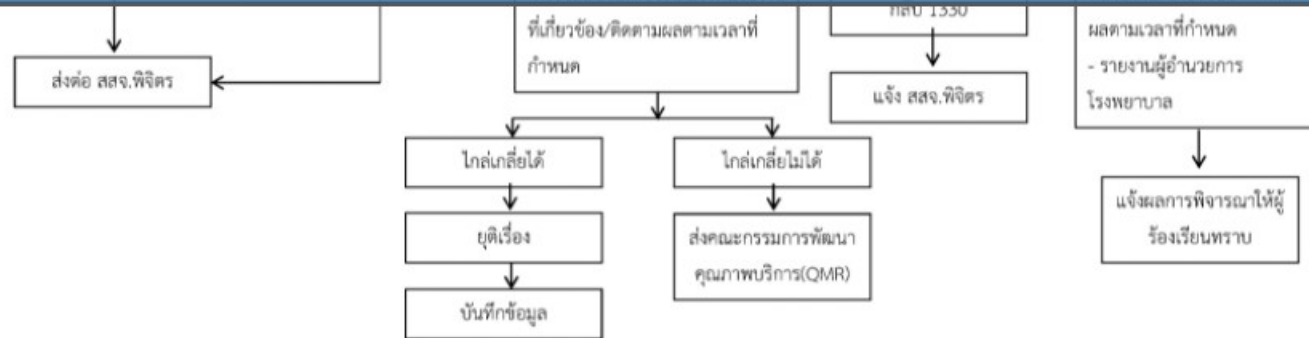 ส่งต่อ สสจ.พิจิตร
ที่เกี่ยวข้อง/ติดตามผลตามเวลาที่
กำหนด
ไกล่เกลี่ยได้
ยุติเรื่อง
บันทึกข้อมูล
ไกล่เกลี่ยไม่ได้
ส่งคณะกรรมการพัฒนา
คุณภาพบริการ(QMR)
กลับ 1330
แจ้ง สสจ.พิจิตร
ผลตามเวลาที่กำหนด
- รายงานผู้อำนวยการ
โรงพยาบาล
แจ้งผลการพิจารณาให้ผู้
ร้องเรียนทราบ